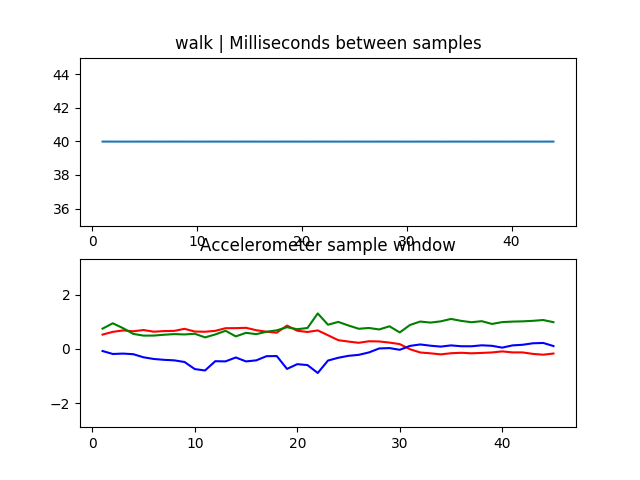 walk | Milliseconds between samples
44
42
40
38
36
0 10 20 30 40
Accelerometer sample window
2
0
−2
0 10 20 30 40